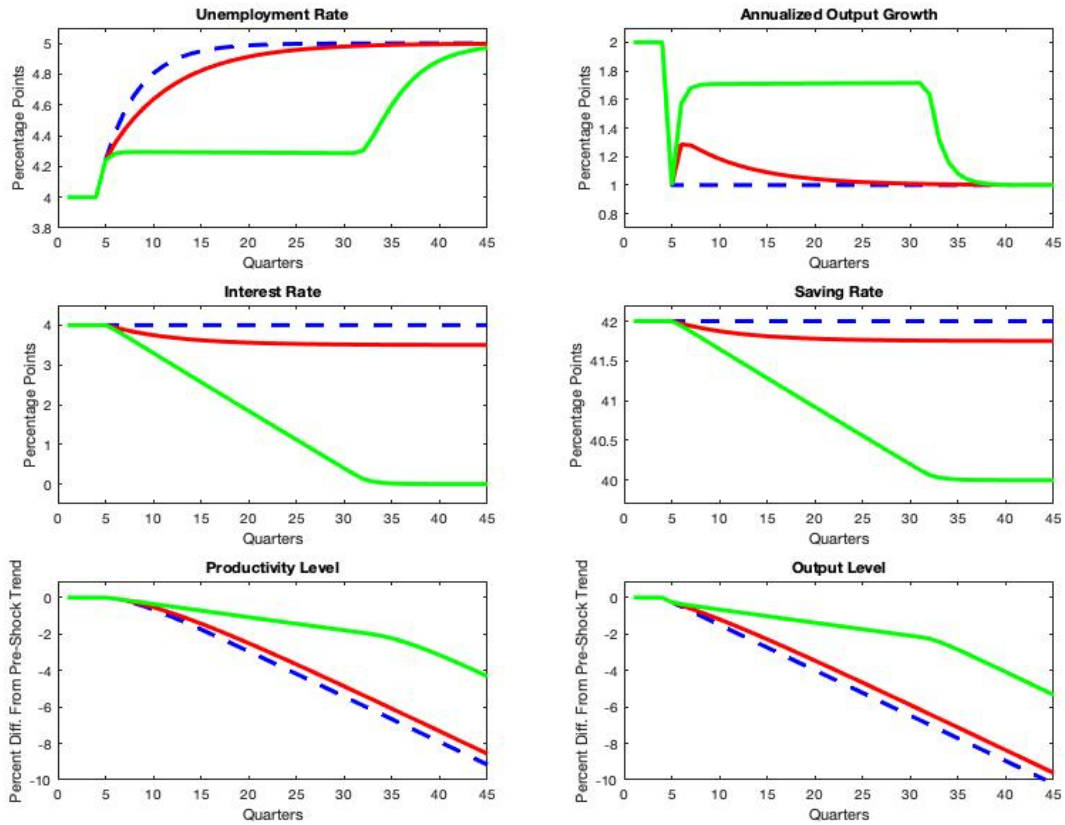 Unemployment Rate
Percentage Points
5
4.8
4.6
4.4
4.2
4
3.8
0 5 10 15 20 25 30 35 40 45
Quarters
Annualized Output Growth
Percentage Points
2
1.8
1.6
1.4
1.2
1
0.8
0 5 10 15 20 25 30 35 40 45
Quarters
Interest Rate
Percentage Points
4
3
2
1
0
0 5 10 15 20 25 30 35 40 45
Quarters
Saving Rate
Percentage Points
42
41.5
41
40.5
40
0 5 10 15 20 25 30 35 40 45
Quarters
Productivity Level
Percent Diff. From Pre-Shock Trend
0
-2
-4
-6
-8
-10
0 5 10 15 20 25 30 35 40 45
Quarters
Output Level
Percent Diff. From Pre-Shock Trend
0
-2
-4
-6
-8
-10
0 5 10 15 20 25 30 35 40 45
Quarters